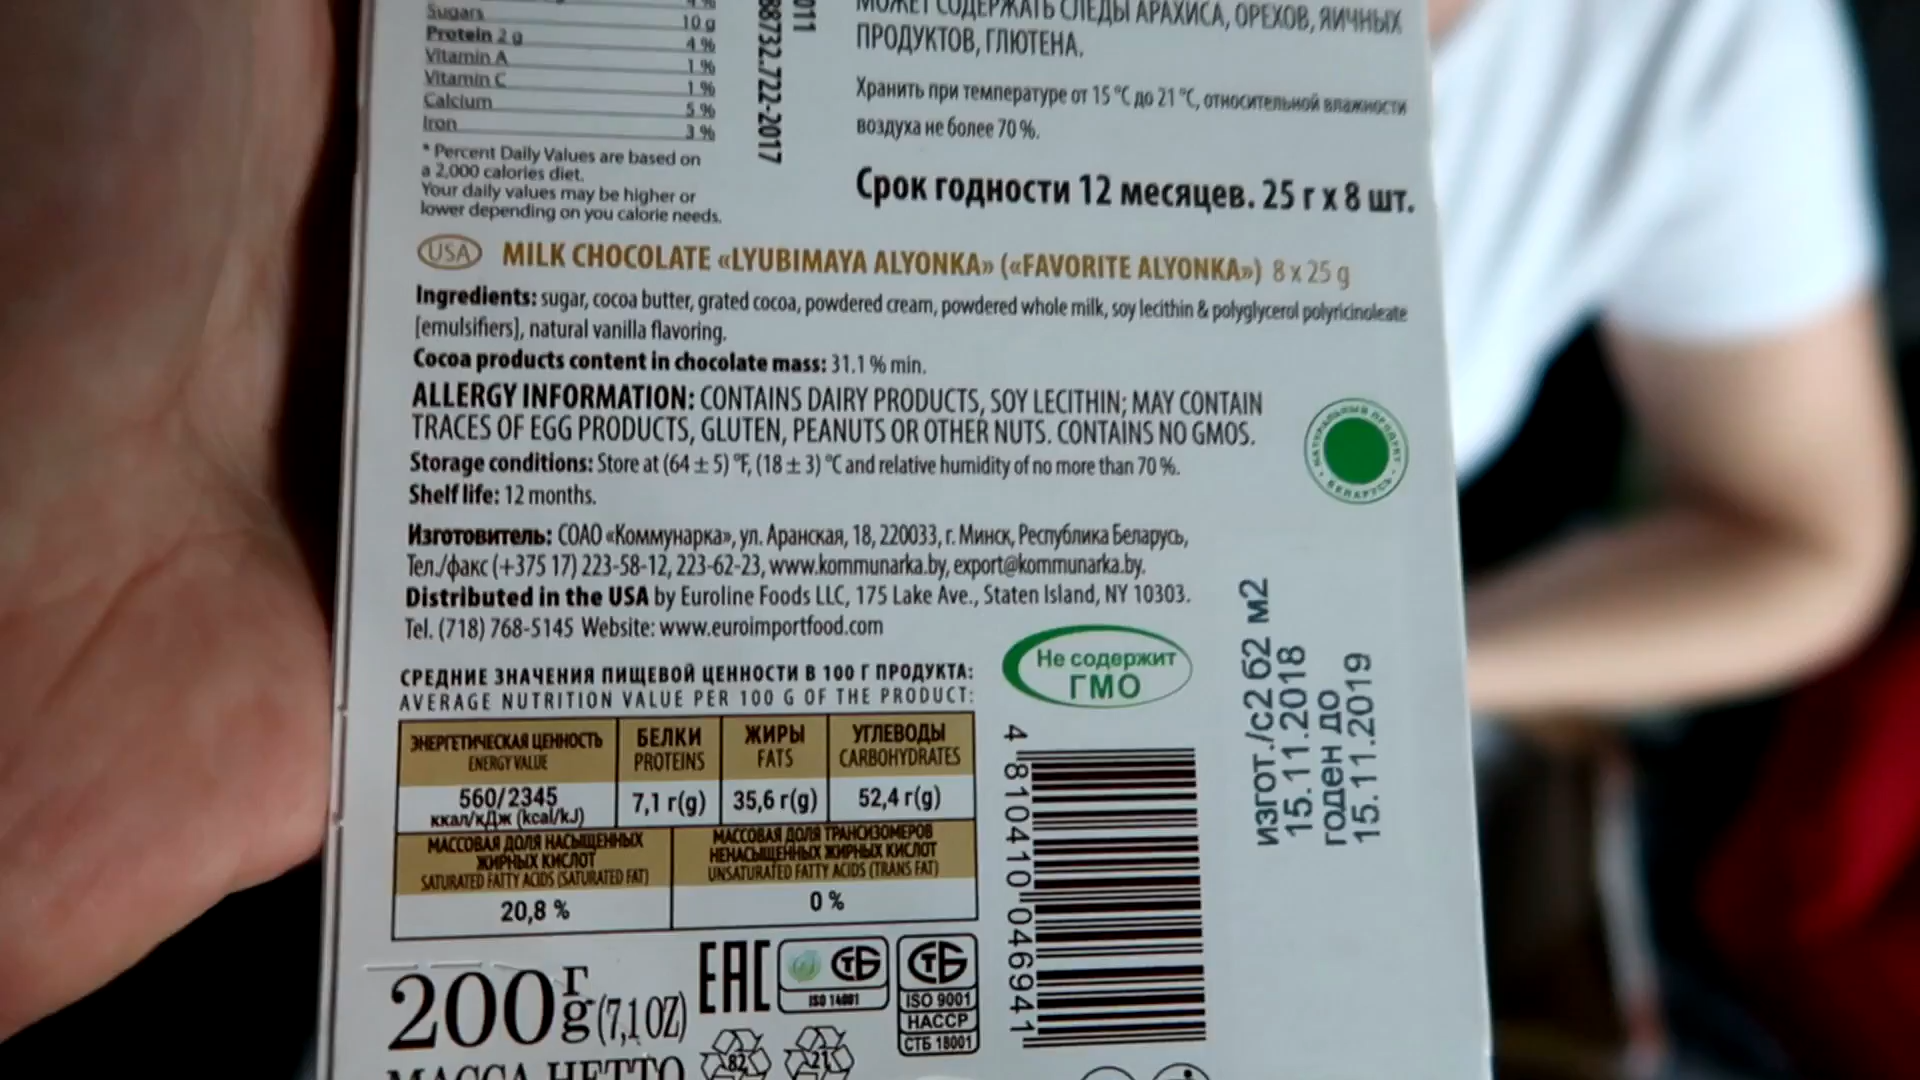 Sugars 10 g
Protein 2 g 4 %
Vitamin A 1 %
Vitamin C 1 %
Calcium 5 %
Iron 3 %
* Percent Daily Values are based on
a 2,000 calories diet.
Your daily values may be higher or
lower depending on you calorie needs.
88732.722-2017
011
МОЖЕТ СОДЕРЖАТЬ СЛЕДЫ АРАХИСА, ОРЕХОВ, ЯИЧНЫХ
ПРОДУКТОВ, ГЛЮТЕНА.
Хранить при температуре от 15 °С до 21 °С, относительной влажности
воздуха не более 70 %.
Срок годности 12 месяцев. 25 г х 8 шт.
USA MILK CHOCOLATE «LYUBIMAYA ALYONKA» («FAVORITE ALYONKA») 8 x 25 g
Ingredients: sugar, cocoa butter, grated cocoa, powdered cream, powdered whole milk, soy lecithin & polyglycerol polyricinoleate
[emulsifiers], natural vanilla flavoring.
Cocoa products content in chocolate mass: 31.1 % min.
ALLERGY INFORMATION: CONTAINS DAIRY PRODUCTS, SOY LECITHIN; MAY CONTAIN
TRACES OF EGG PRODUCTS, GLUTEN, PEANUTS OR OTHER NUTS. CONTAINS NO GMOS.
Storage conditions: Store at (64 ± 5) °F, (18 ± 3) °C and relative humidity of no more than 70 %.
Shelf life: 12 months.
НАТУРАЛЬНЫЙ ПРОДУКТ • БЕЛАРУСЬ •
Изготовитель: СОАО «Коммунарка», ул. Аранская, 18, 220033, г. Минск, Республика Беларусь,
Тел./факс (+375 17) 223-58-12, 223-62-23, www.kommunarka.by, export@kommunarka.by.
Distributed in the USA by Euroline Foods LLC, 175 Lake Ave., Staten Island, NY 10303.
Tel. (718) 768-5145 Website: www.euroimportfood.com
Не содержит
ГМО
СРЕДНИЕ ЗНАЧЕНИЯ ПИЩЕВОЙ ЦЕННОСТИ В 100 Г ПРОДУКТА:
AVERAGE NUTRITION VALUE PER 100 G OF THE PRODUCT:
ЭНЕРГЕТИЧЕСКАЯ ЦЕННОСТЬ БЕЛКИ ЖИРЫ УГЛЕВОДЫ
ENERGY VALUE PROTEINS FATS CARBOHYDRATES
560/2345 7,1 г(g) 35,6 г(g) 52,4 г(g)
ккал/кДж (kcal/kJ)
МАССОВАЯ ДОЛЯ НАСЫЩЕННЫХ
ЖИРНЫХ КИСЛОТ
SATURATED FATTY ACIDS (SATURATED FAT)
20,8 %
МАССОВАЯ ДОЛЯ ТРАНСИЗОМЕРОВ
НЕНАСЫЩЕННЫХ ЖИРНЫХ КИСЛОТ
UNSATURATED FATTY ACIDS (TRANS FAT)
0 %
изгот./с2 б2 м2
15.11.2018
годен до
15.11.2019
4 810410 046941
200 г g (7,1 OZ)
МАССА НЕТТО
ЕАС
СТБ
ISO 14001
СТБ
ISO 9001
НАССР
СТБ 18001
82
21